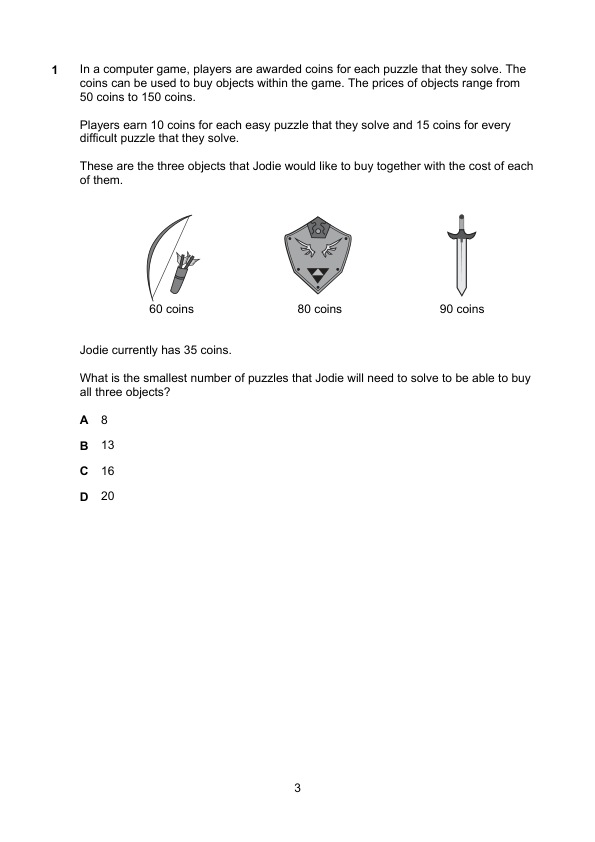 1 In a computer game, players are awarded coins for each puzzle that they solve. The
coins can be used to buy objects within the game. The prices of objects range from
50 coins to 150 coins.
Players earn 10 coins for each easy puzzle that they solve and 15 coins for every
difficult puzzle that they solve.
These are the three objects that Jodie would like to buy together with the cost of each
of them.
60 coins 80 coins 90 coins
Jodie currently has 35 coins.
What is the smallest number of puzzles that Jodie will need to solve to be able to buy
all three objects?
A 8
B 13
C 16
D 20
3